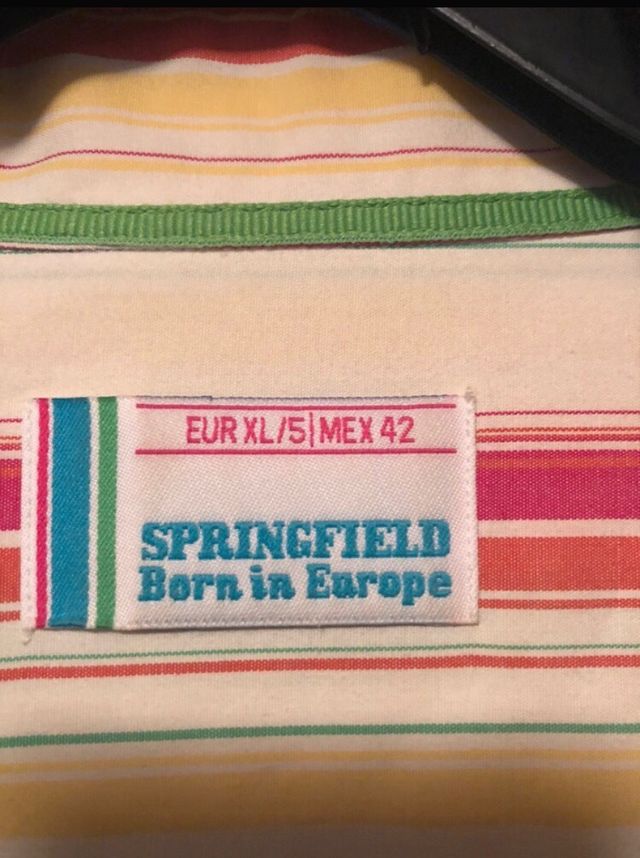 EUR XL/5|MEX 42
SPRINGFIELD
Born in Europe